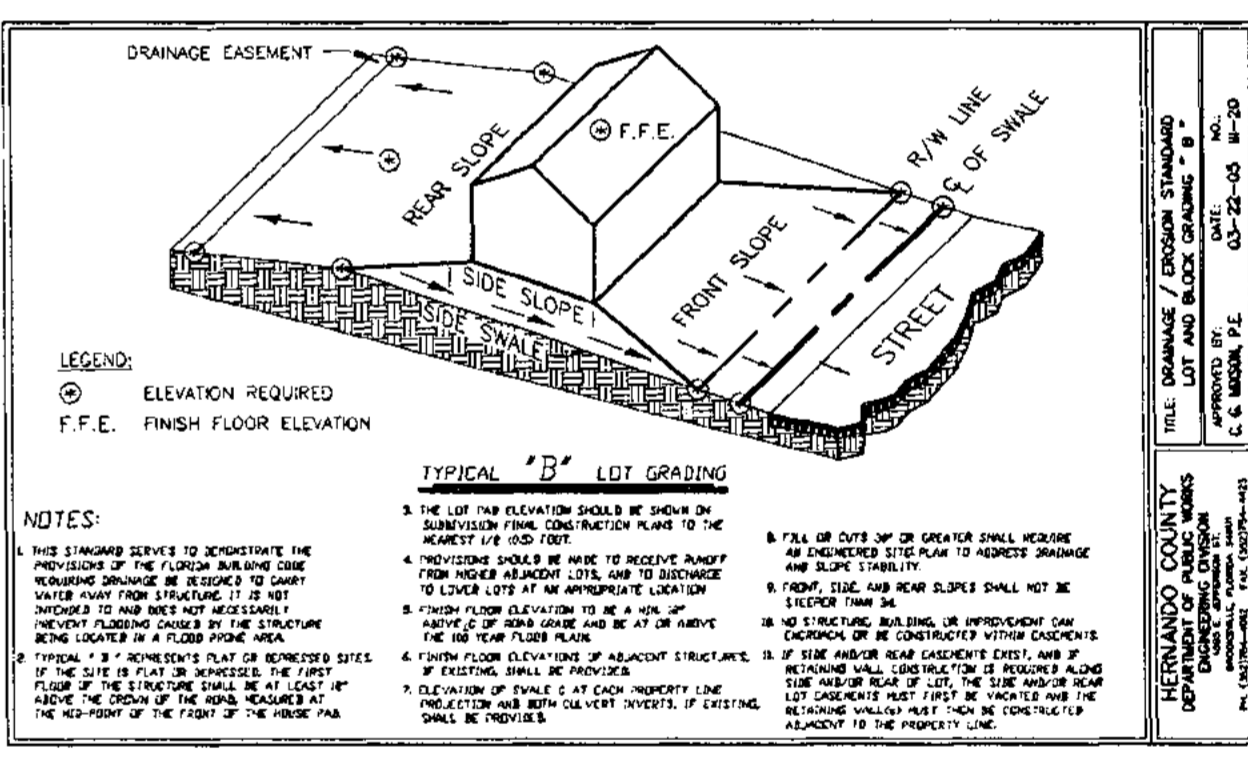 DRAINAGE EASEMENT
F.F.E.
REAR SLOPE
R/W LINE
℄ OF SWALE
SIDE SLOPE
SIDE SWALE
FRONT SLOPE
STREET
LEGEND:
ELEVATION REQUIRED
F.F.E. FINISH FLOOR ELEVATION
TYPICAL "B" LOT GRADING
NOTES:
1. THIS STANDARD SERVES TO DEMONSTRATE THE
PROVISIONS OF THE FLORIDA BUILDING CODE
REQUIRING DRAINAGE BE DESIGNED TO CARRY
WATER AWAY FROM STRUCTURE. IT IS NOT
INTENDED TO AND DOES NOT NECESSARILY
PREVENT FLOODING CAUSED BY THE STRUCTURE
BEING LOCATED IN A FLOOD PRONE AREA.
2. TYPICAL "B" REPRESENTS FLAT OR DEPRESSED SITES.
IF THE SITE IS FLAT OR DEPRESSED, THE FIRST
FLOOR OF THE STRUCTURE SHALL BE AT LEAST 18"
ABOVE THE CROWN OF THE ROAD, MEASURED AT
THE MID-POINT OF THE FRONT OF THE HOUSE PAD.
3. THE LOT PAD ELEVATION SHOULD BE SHOWN ON
SUBDIVISION FINAL CONSTRUCTION PLANS TO THE
NEAREST 1/2 (0.5) FOOT.
4. PROVISIONS SHOULD BE MADE TO RECEIVE RUNOFF
FROM HIGHER ADJACENT LOTS, AND TO DISCHARGE
TO LOWER LOTS AT AN APPROPRIATE LOCATION
5. FINISH FLOOR ELEVATION TO BE A MIN. 18"
ABOVE ℄ OF ROAD GRADE AND BE AT OR ABOVE
THE 100 YEAR FLOOD PLAIN.
6. FINISH FLOOR ELEVATIONS OF ADJACENT STRUCTURES,
IF EXISTING, SHALL BE PROVIDED.
7. ELEVATION OF SWALE ℄ AT EACH PROPERTY LINE
PROJECTION AND BOTH CULVERT INVERTS, IF EXISTING,
SHALL BE PROVIDED.
8. FILL OR CUTS OR GREATER SHALL REQUIRE
AN ENGINEERED SITE PLAN TO ADDRESS DRAINAGE
AND SLOPE STABILITY.
9. FRONT, SIDE, AND REAR SLOPES SHALL NOT BE
STEEPER THAN
10. NO STRUCTURE, BUILDING, OR IMPROVEMENT CAN
ENCROACH, OR BE CONSTRUCTED WITHIN EASEMENTS.
11. IF SIDE AND/OR REAR EASEMENTS EXIST, AND IF
RETAINING WALL CONSTRUCTION IS REQUIRED ALONG
SIDE AND/OR REAR OF LOT, THE SIDE AND/OR REAR
LOT EASEMENTS MUST FIRST BE VACATED AND THE
RETAINING WALL(S) MUST THEN BE CONSTRUCTED
ADJACENT TO THE PROPERTY LINE.
TITLE: DRAINAGE / EROSION STANDARD
LOT AND BLOCK GRADING " B "
APPROVED BY: DATE: NO.:
C. G. MIXSON, P.E. 03-22-05 III-20
HERNANDO COUNTY
DEPARTMENT OF PUBLIC WORKS
ENGINEERING DIVISION
BROOKSVILLE, FLORIDA